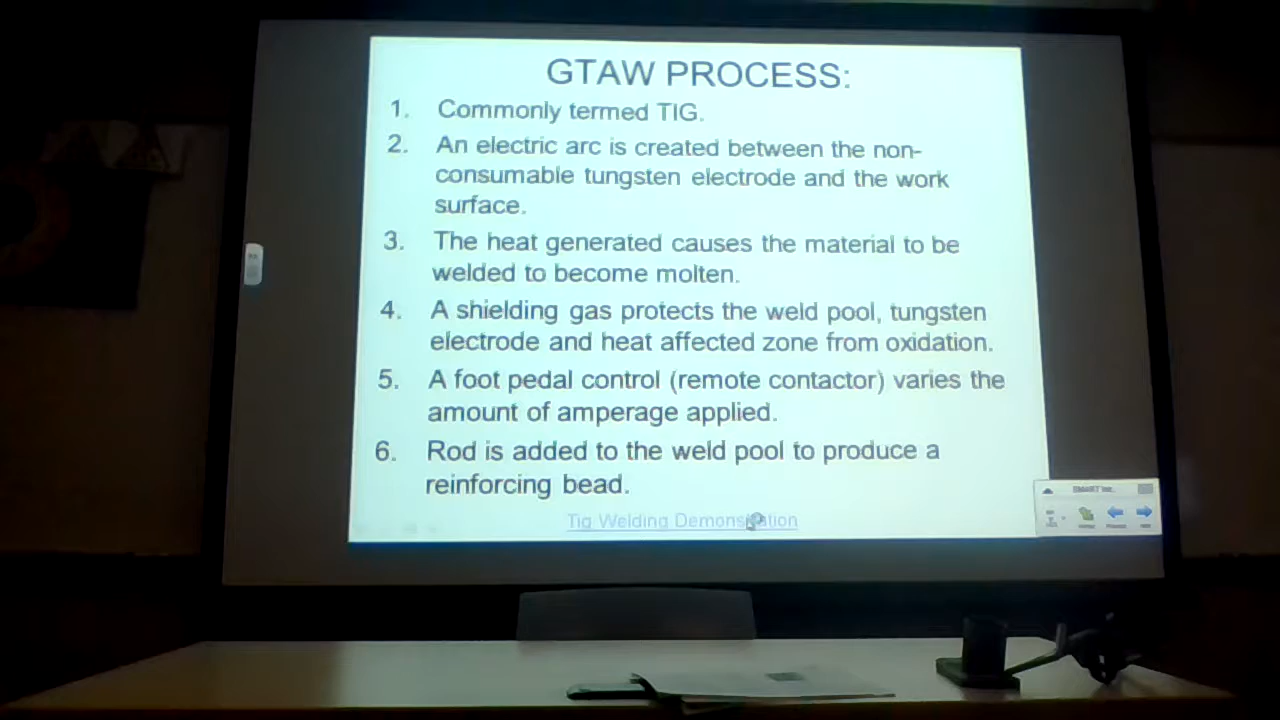 GTAW PROCESS:
1. Commonly termed TIG.
2. An electric arc is created between the non-
consumable tungsten electrode and the work
surface.
3. The heat generated causes the material to be
welded to become molten.
4. A shielding gas protects the weld pool, tungsten
electrode and heat affected zone from oxidation.
5. A foot pedal control (remote contactor) varies the
amount of amperage applied.
6. Rod is added to the weld pool to produce a
reinforcing bead.
Tig Welding Demonstration